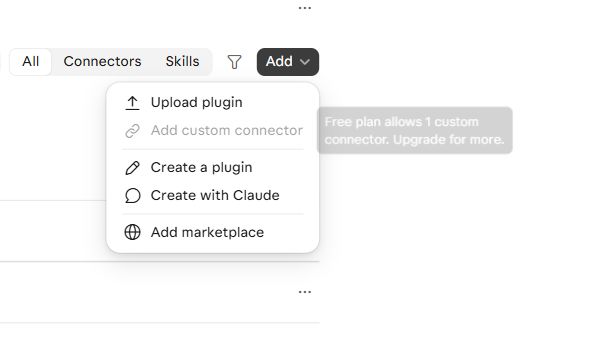 ...
All
Connectors
Skills
Add
Upload plugin
Add custom connector
Free plan allows 1 custom
connector. Upgrade for more.
Create a plugin
Create with Claude
Add marketplace
...